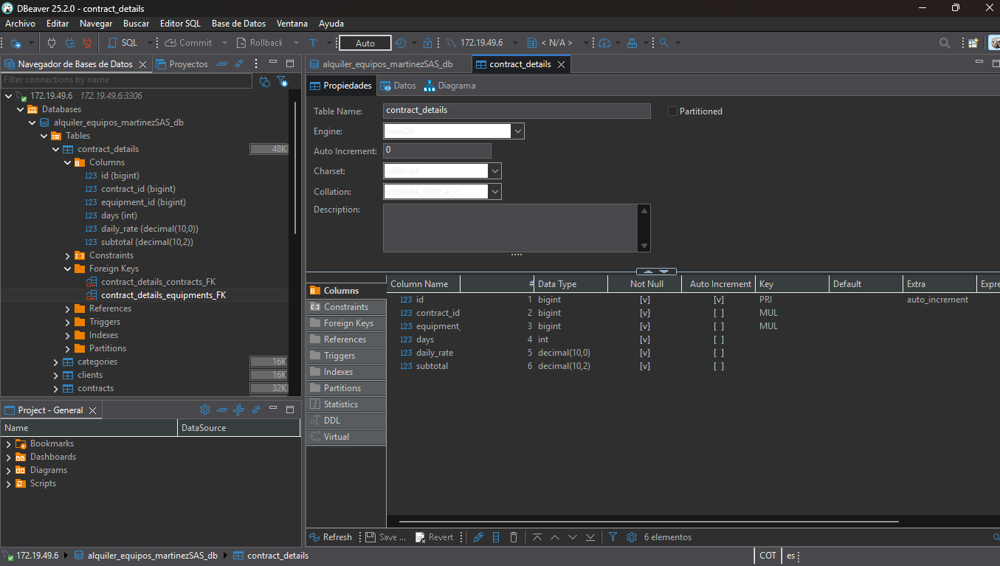 DBeaver 25.2.0 - contract_details
Archivo Editar Navegar Buscar Editor SQL Base de Datos Ventana Ayuda
SQL Commit Rollback T Auto 172.19.49.6 < N/A >
Navegador de Bases de Datos Proyectos
Filter connections by name
172.19.49.6 172.19.49.6:3306
Databases
alquiler_equipos_martinezSAS_db
Tables
contract_details 48K
Columns
123 id (bigint)
123 contract_id (bigint)
123 equipment_id (bigint)
123 days (int)
123 daily_rate (decimal(10,0))
123 subtotal (decimal(10,2))
Constraints
Foreign Keys
contract_details_contracts_FK
contract_details_equipments_FK
References
Triggers
Indexes
Partitions
categories 16K
clients 16K
contracts 32K
Project - General
Name DataSource
Bookmarks
Dashboards
Diagrams
Scripts
alquiler_equipos_martinezSAS_db contract_details
Propiedades Datos Diagrama
Table Name: contract_details Partitioned
Engine: InnoDB
Auto Increment: 0
Charset: utf8mb4
Collation: utf8mb4_0900_ai_ci
Description:
Columns
Constraints
Foreign Keys
References
Triggers
Indexes
Partitions
Statistics
DDL
Virtual
Column Name # Data Type Not Null Auto Increment Key Default Extra Expre
123 id 1 bigint [v] [v] PRI auto_increment
123 contract_id 2 bigint [v] [ ] MUL
123 equipment_ 3 bigint [v] [ ] MUL
123 days 4 int [v] [ ]
123 daily_rate 5 decimal(10,0) [v] [ ]
123 subtotal 6 decimal(10,2) [v] [ ]
Refresh Save ... Revert 6 elementos
172.19.49.6 alquiler_equipos_martinezSAS_db contract_details COT es